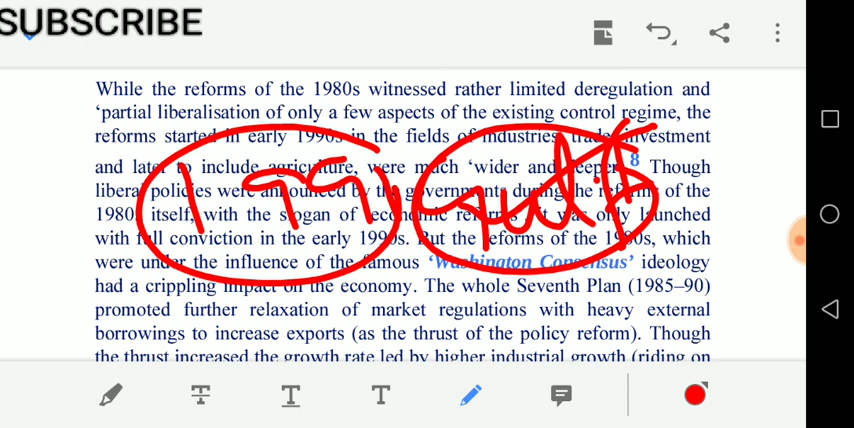 SUBSCRIBE
While the reforms of the 1980s witnessed rather limited deregulation and
‘partial liberalisation of only a few aspects of the existing control regime, the
reforms started in early 1990s in the fields of industries, trade, investment
and later to include agriculture, were much ‘wider and deeper’.8 Though
liberal policies were announced by the governments during the reforms of the
1980s itself, with the slogan of ‘economic reforms’, it was only launched
with full conviction in the early 1990s. But the reforms of the 1980s, which
were under the influence of the famous ‘Washington Consensus’ ideology
had a crippling impact on the economy. The whole Seventh Plan (1985–90)
promoted further relaxation of market regulations with heavy external
borrowings to increase exports (as the thrust of the policy reform). Though
the thrust increased the growth rate led by higher industrial growth (riding on